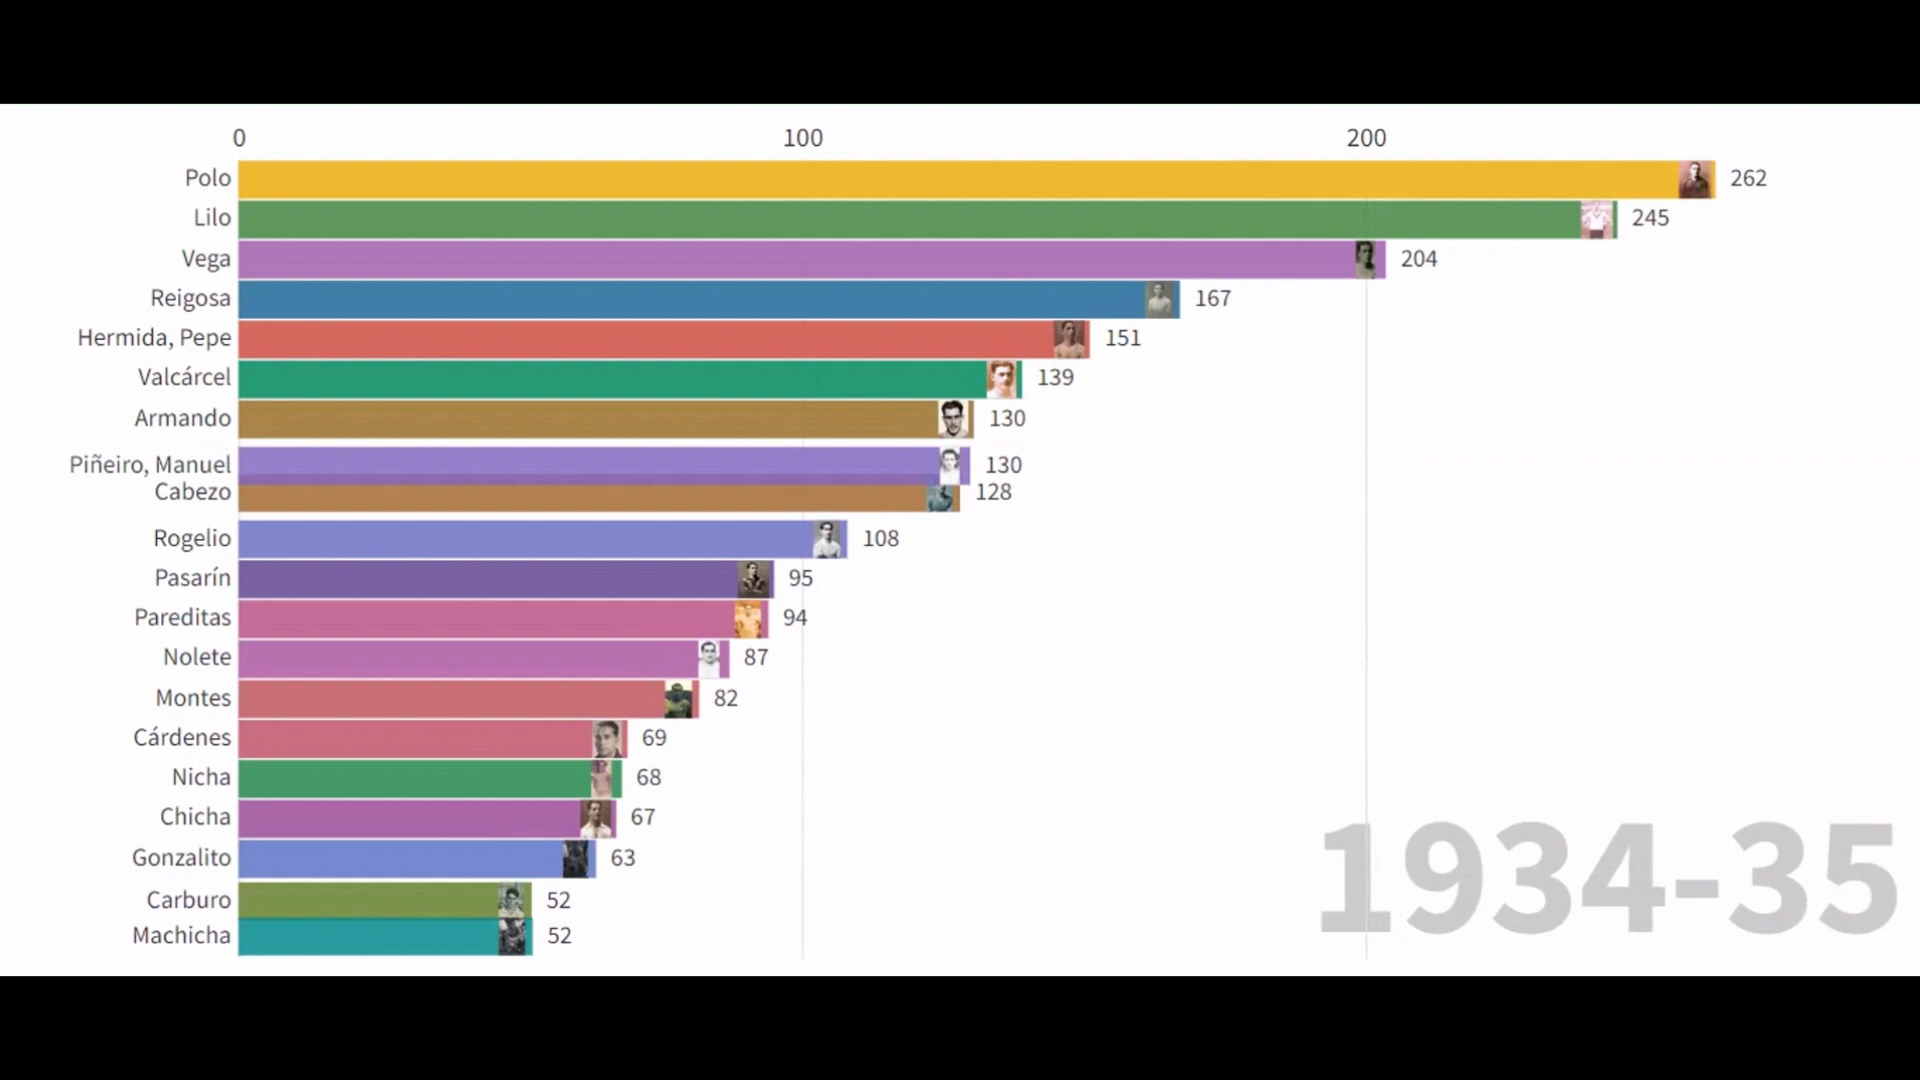 0 100 200
Polo 262
Lilo 245
Vega 204
Reigosa 167
Hermida, Pepe 151
Valcárcel 139
Armando 130
Piñeiro, Manuel 130
Cabezo 128
Rogelio 108
Pasarín 95
Pareditas 94
Nolete 87
Montes 82
Cárdenes 69
Nicha 68
Chicha 67
Gonzalito 63
Carburo 52
Machicha 52
1934-35